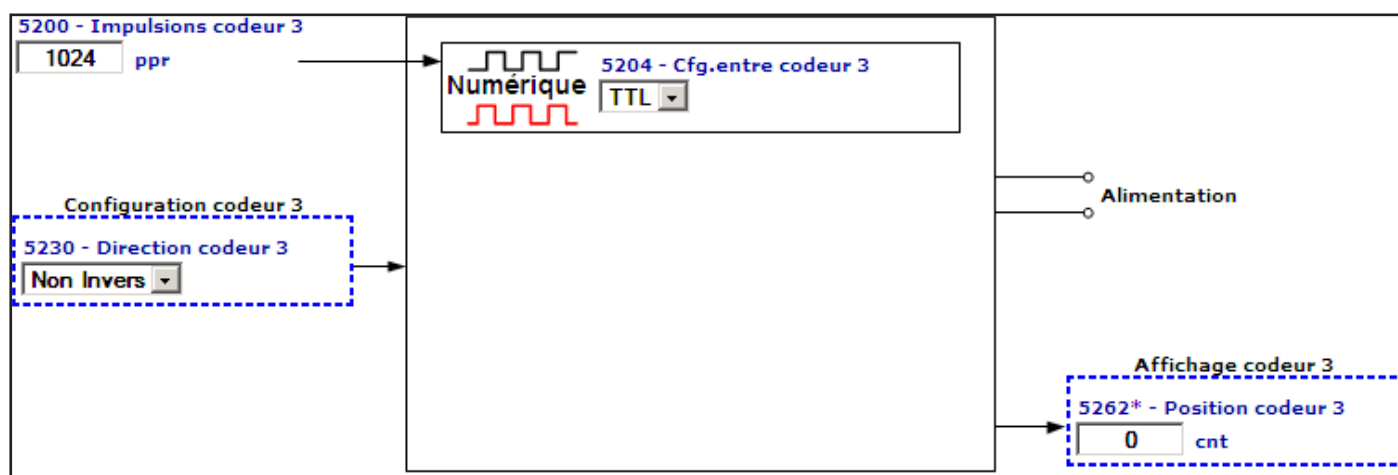 5200 - Impulsions codeur 3
1024 ppr
Numérique
5204 - Cfg.entre codeur 3
TTL
Alimentation
Configuration codeur 3
5230 - Direction codeur 3
Non Invers
Affichage codeur 3
5262* - Position codeur 3
0 cnt